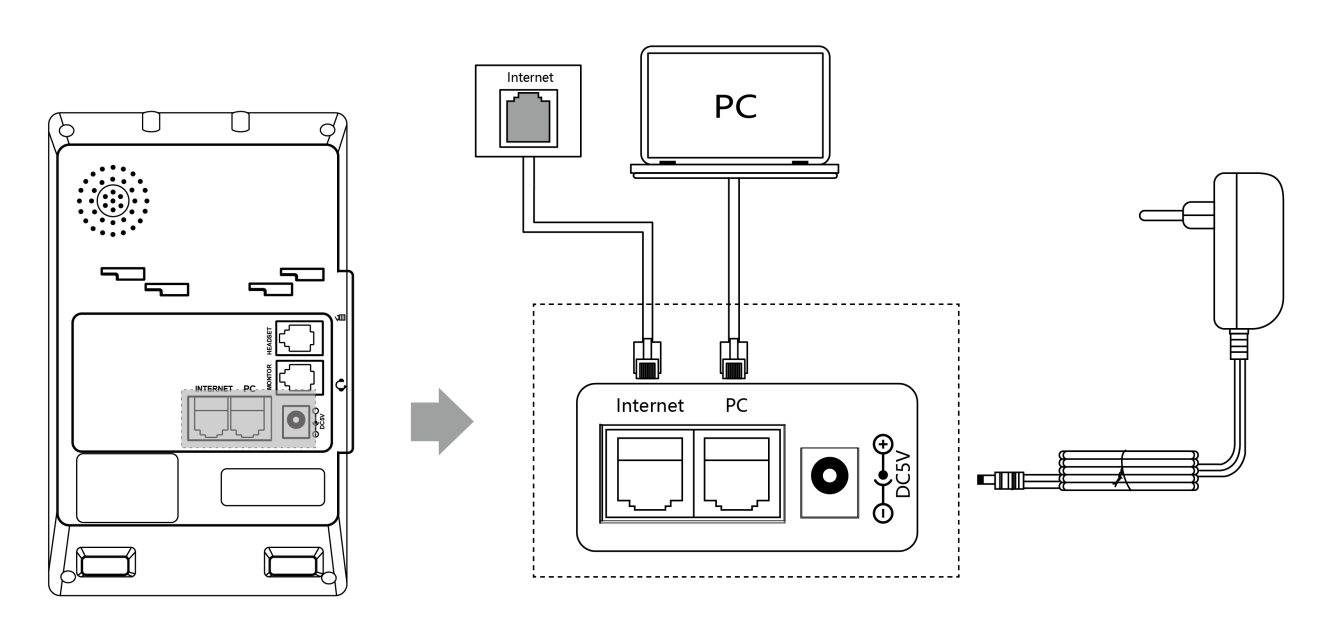 HEADSET
MONITOR
INTERNET PC
DC5V
Internet
PC
Internet PC
DC5V